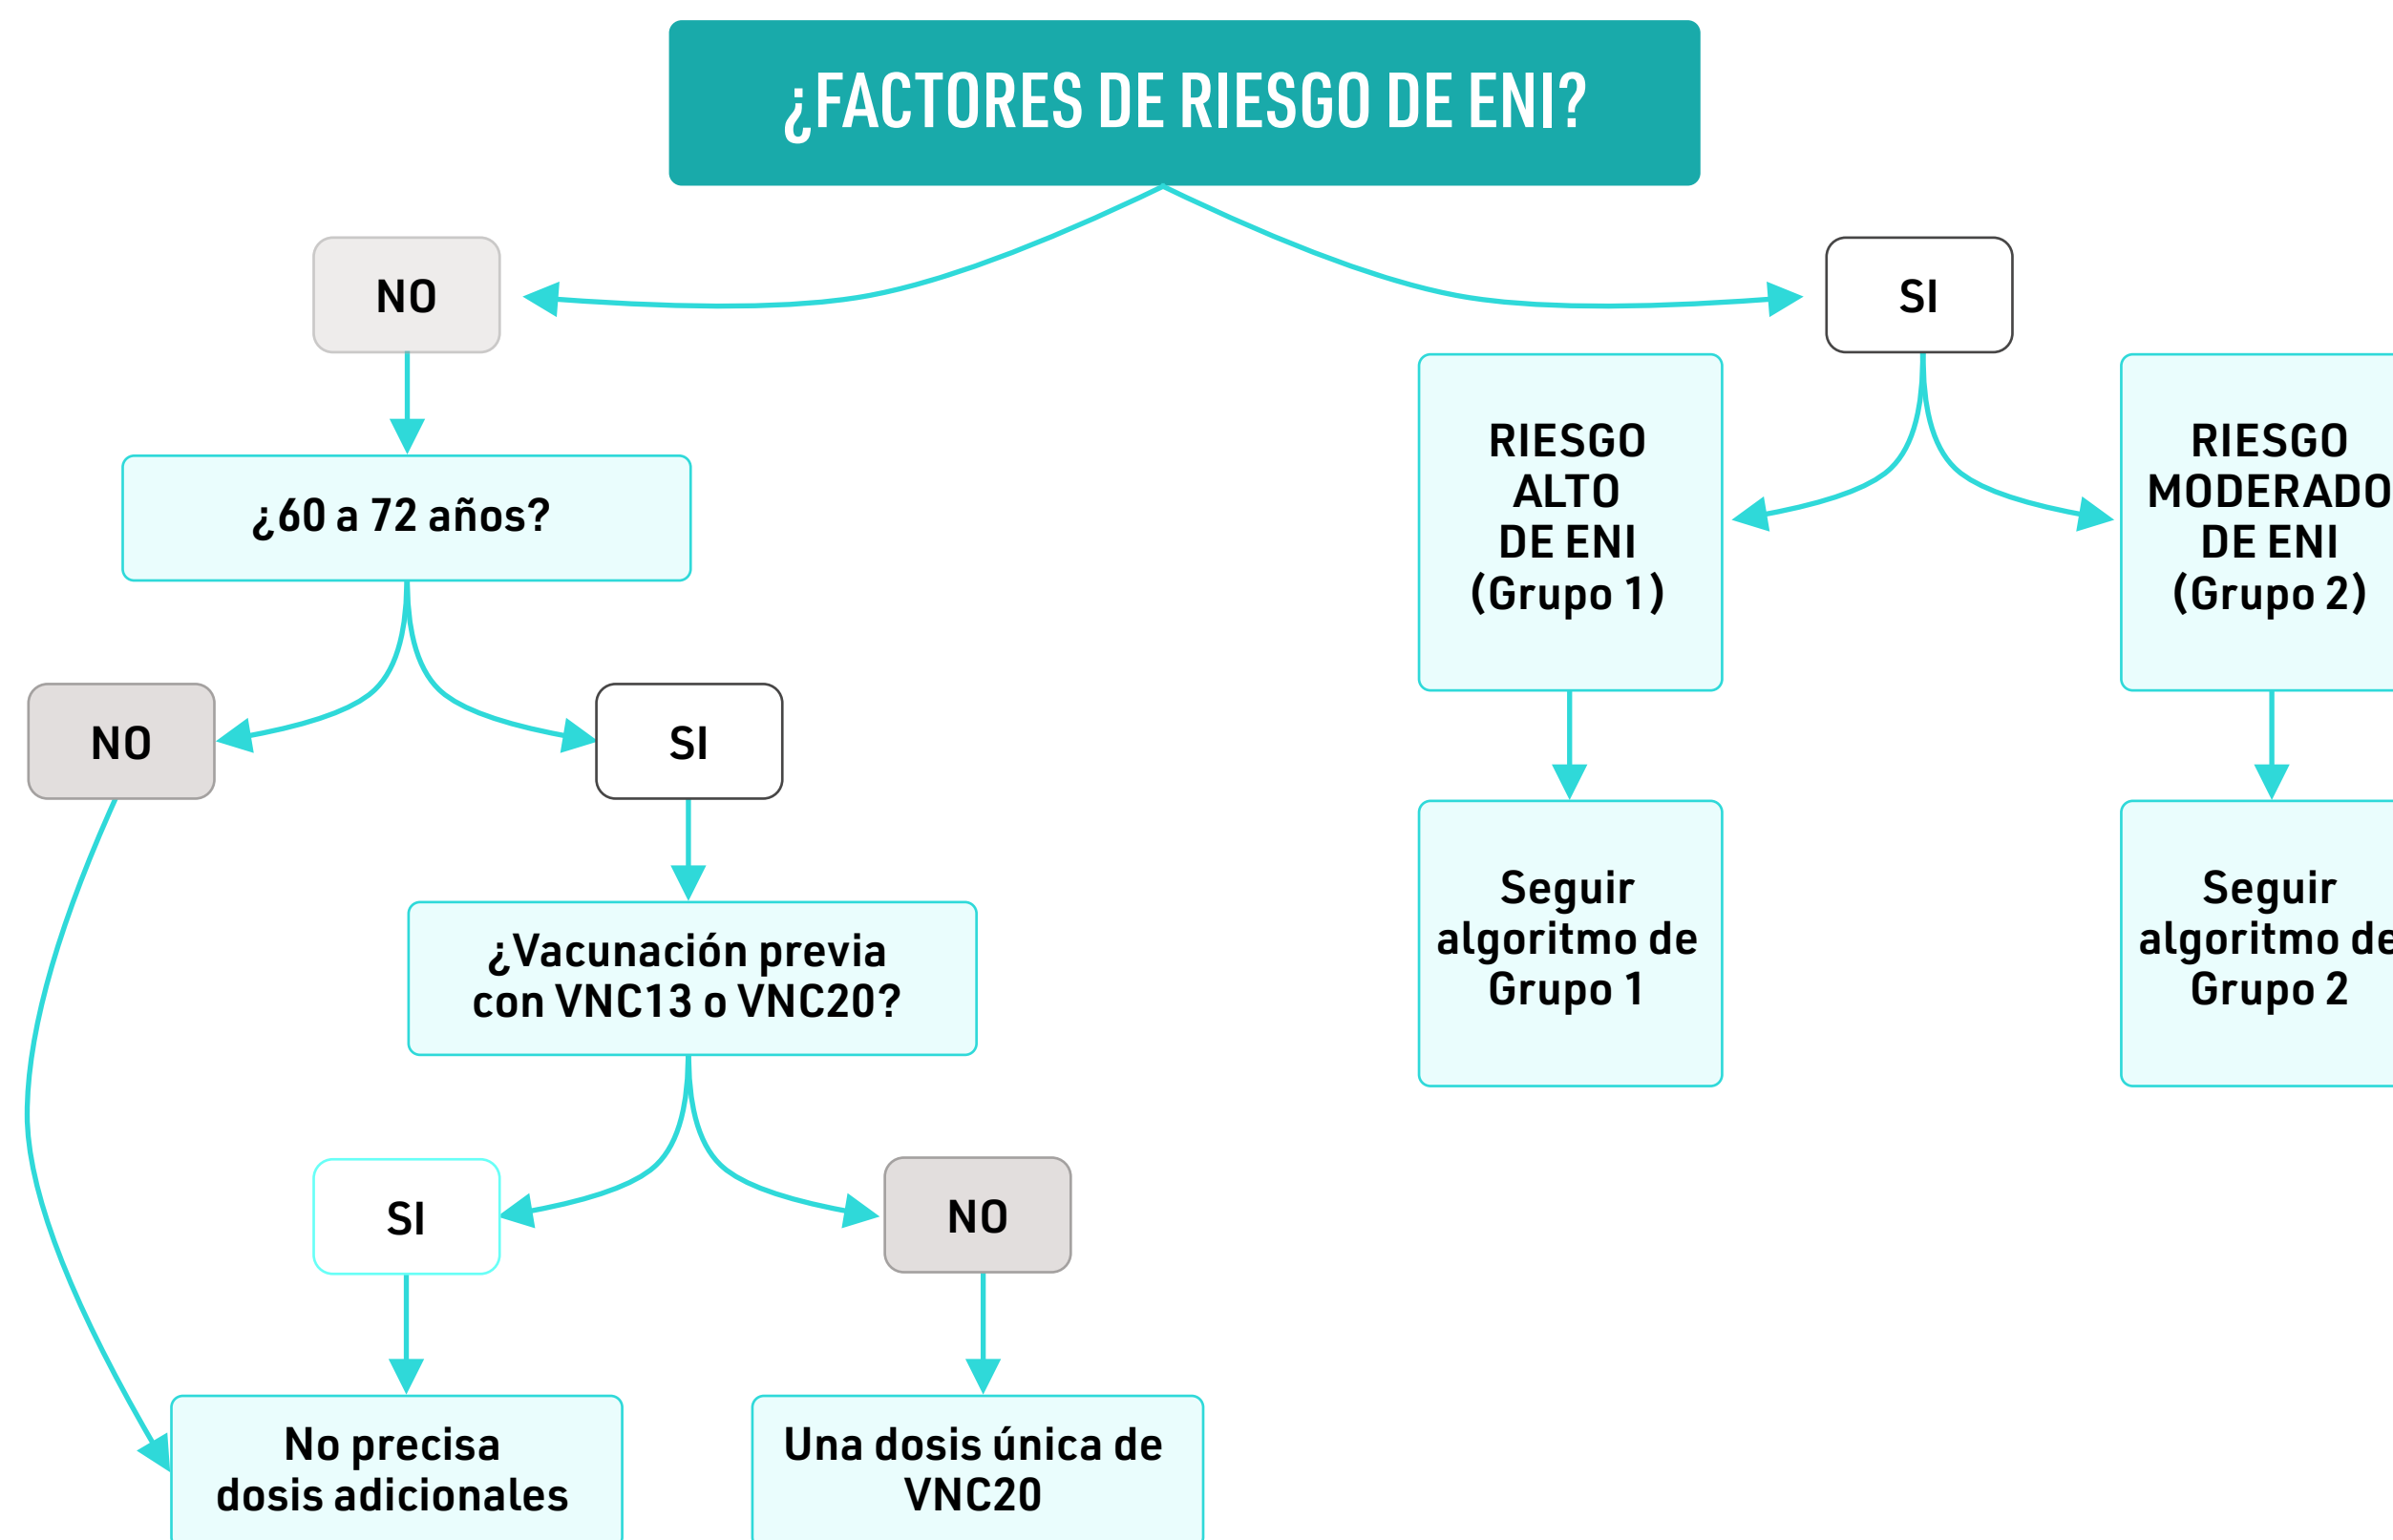 ¿FACTORES DE RIESGO DE ENI?
NO
SI
¿60 a 72 años?
RIESGO
ALTO
DE ENI
(Grupo 1)
RIESGO
MODERADO
DE ENI
(Grupo 2)
NO
SI
¿Vacunación previa
con VNC13 o VNC20?
Seguir
algoritmo de
Grupo 1
Seguir
algoritmo de
Grupo 2
SI
NO
No precisa
dosis adicionales
Una dosis única de
VNC20